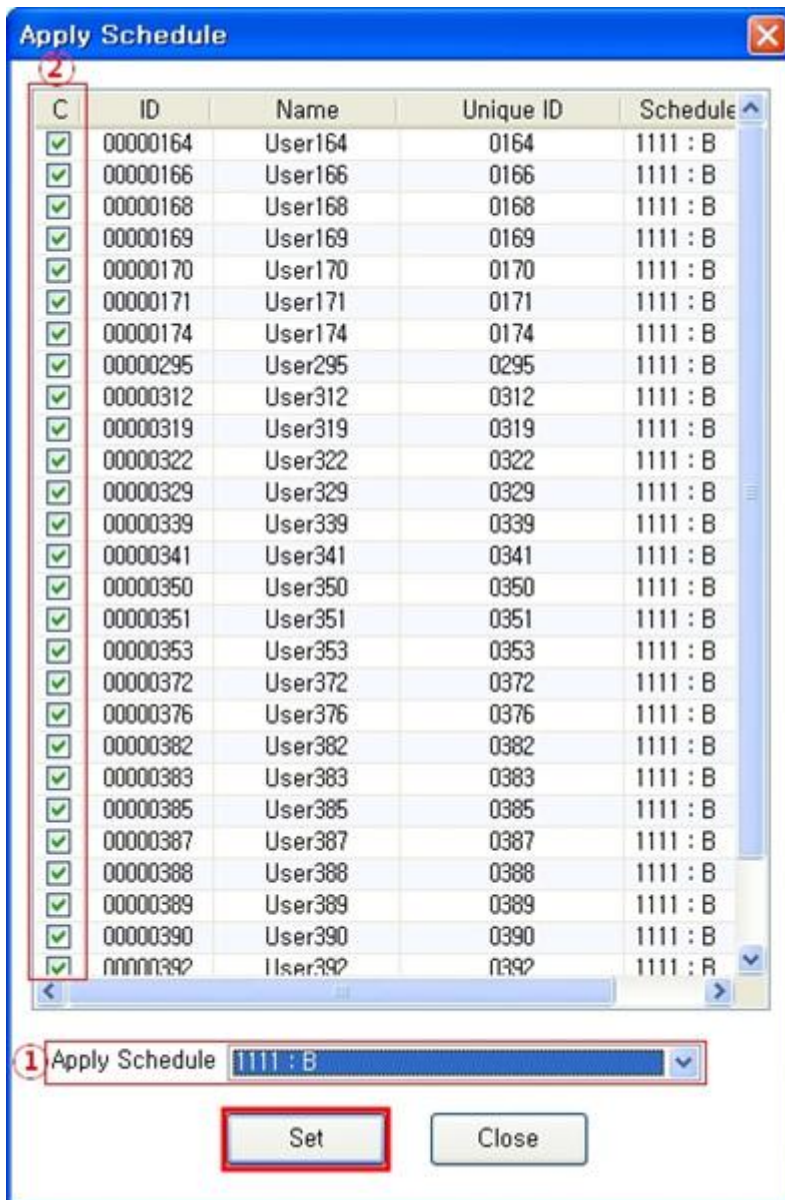 Apply Schedule
2
C ID Name Unique ID Schedule
00000164 User164 0164 1111 : B
00000166 User166 0166 1111 : B
00000168 User168 0168 1111 : B
00000169 User169 0169 1111 : B
00000170 User170 0170 1111 : B
00000171 User171 0171 1111 : B
00000174 User174 0174 1111 : B
00000295 User295 0295 1111 : B
00000312 User312 0312 1111 : B
00000319 User319 0319 1111 : B
00000322 User322 0322 1111 : B
00000329 User329 0329 1111 : B
00000339 User339 0339 1111 : B
00000341 User341 0341 1111 : B
00000350 User350 0350 1111 : B
00000351 User351 0351 1111 : B
00000353 User353 0353 1111 : B
00000372 User372 0372 1111 : B
00000376 User376 0376 1111 : B
00000382 User382 0382 1111 : B
00000383 User383 0383 1111 : B
00000385 User385 0385 1111 : B
00000387 User387 0387 1111 : B
00000388 User388 0388 1111 : B
00000389 User389 0389 1111 : B
00000390 User390 0390 1111 : B
00000392 User392 0392 1111 : B
1 Apply Schedule 1111 : B
Set Close